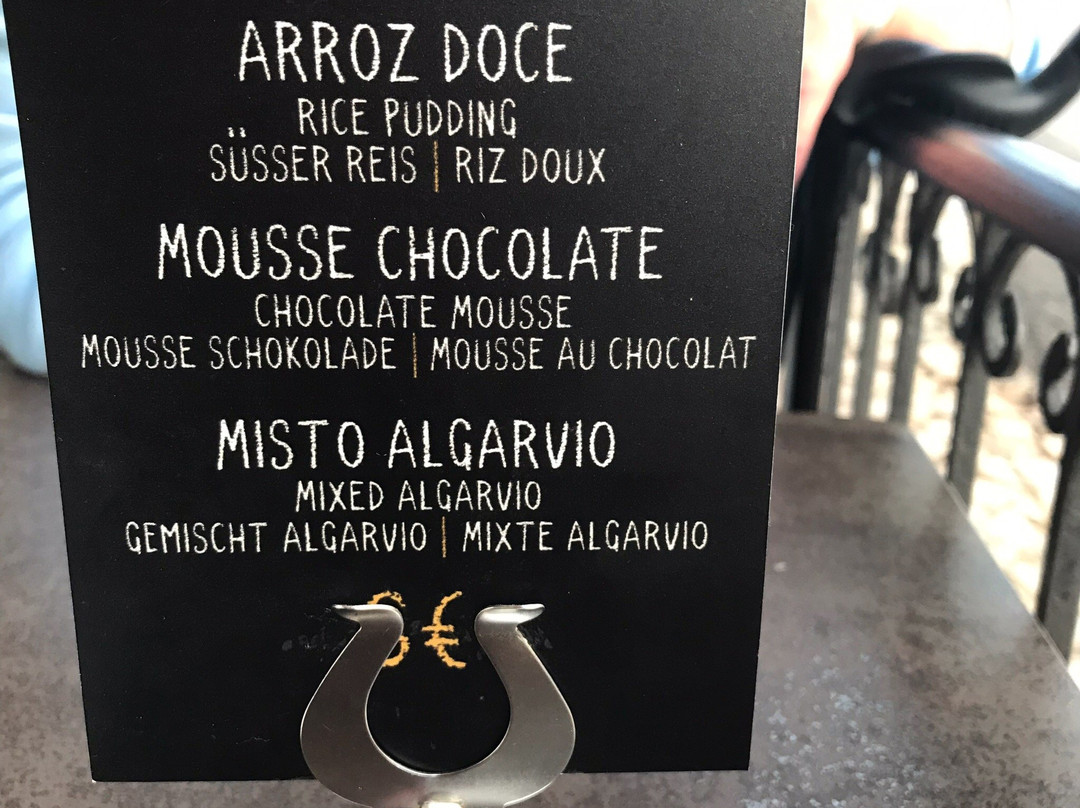 ARROZ DOCE
RICE PUDDING
SÜSSER REIS | RIZ DOUX
MOUSSE CHOCOLATE
CHOCOLATE MOUSSE
MOUSSE SCHOKOLADE | MOUSSE AU CHOCOLAT
MISTO ALGARVIO
MIXED ALGARVIO
GEMISCHT ALGARVIO | MIXTE ALGARVIO
€